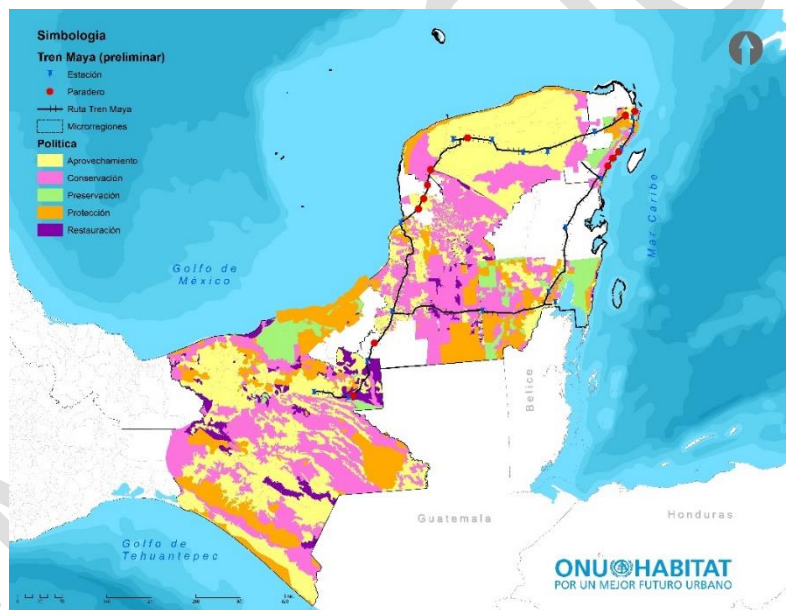 Simbología
Tren Maya (preliminar)
Estación
Paradero
Ruta Tren Maya
Microrregiones
Política
Aprovechamiento
Conservación
Preservación
Protección
Restauración
Golfo de
México
Mar Caribe
Belice
Guatemala
Honduras
Golfo de
Tehuantepec
ONU HABITAT
POR UN MEJOR FUTURO URBANO